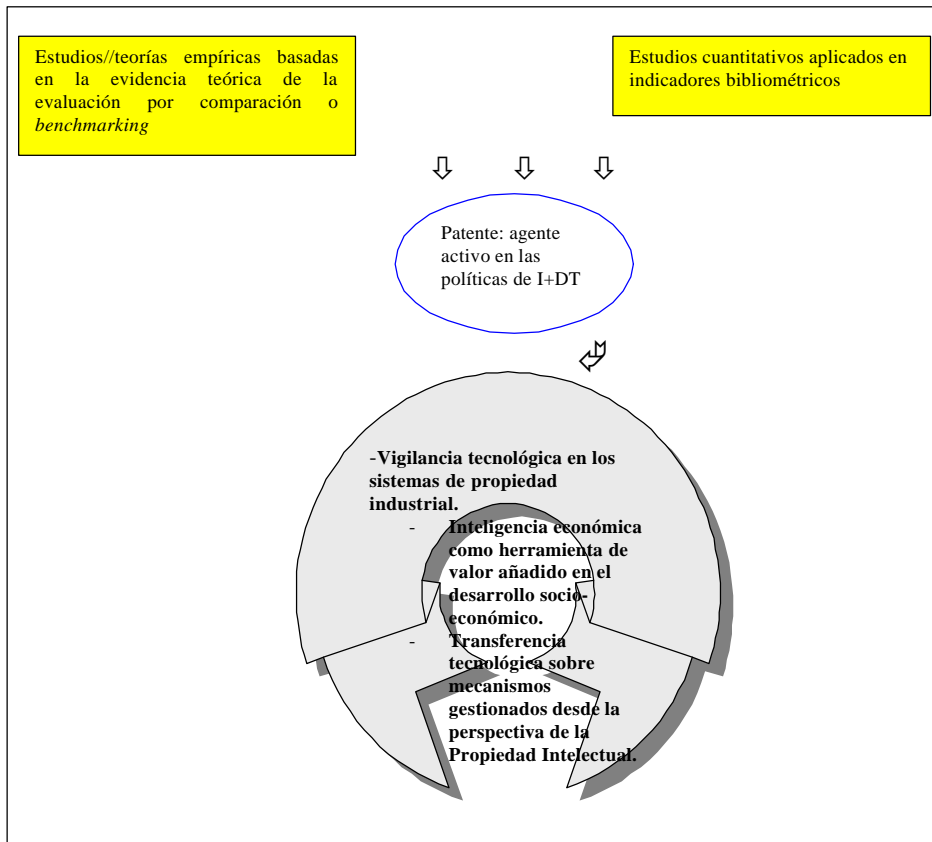 Estudios//teorías empíricas basadas
en la evidencia teórica de la
evaluación por comparación o
benchmarking
Estudios cuantitativos aplicados en
indicadores bibliométricos
Patente: agente
activo en las
políticas de I+DT
-Vigilancia tecnológica en los
sistemas de propiedad
industrial.
- Inteligencia económica
como herramienta de
valor añadido en el
desarrollo socio-
económico.
- Transferencia
tecnológica sobre
mecanismos
gestionados desde la
perspectiva de la
Propiedad Intelectual.